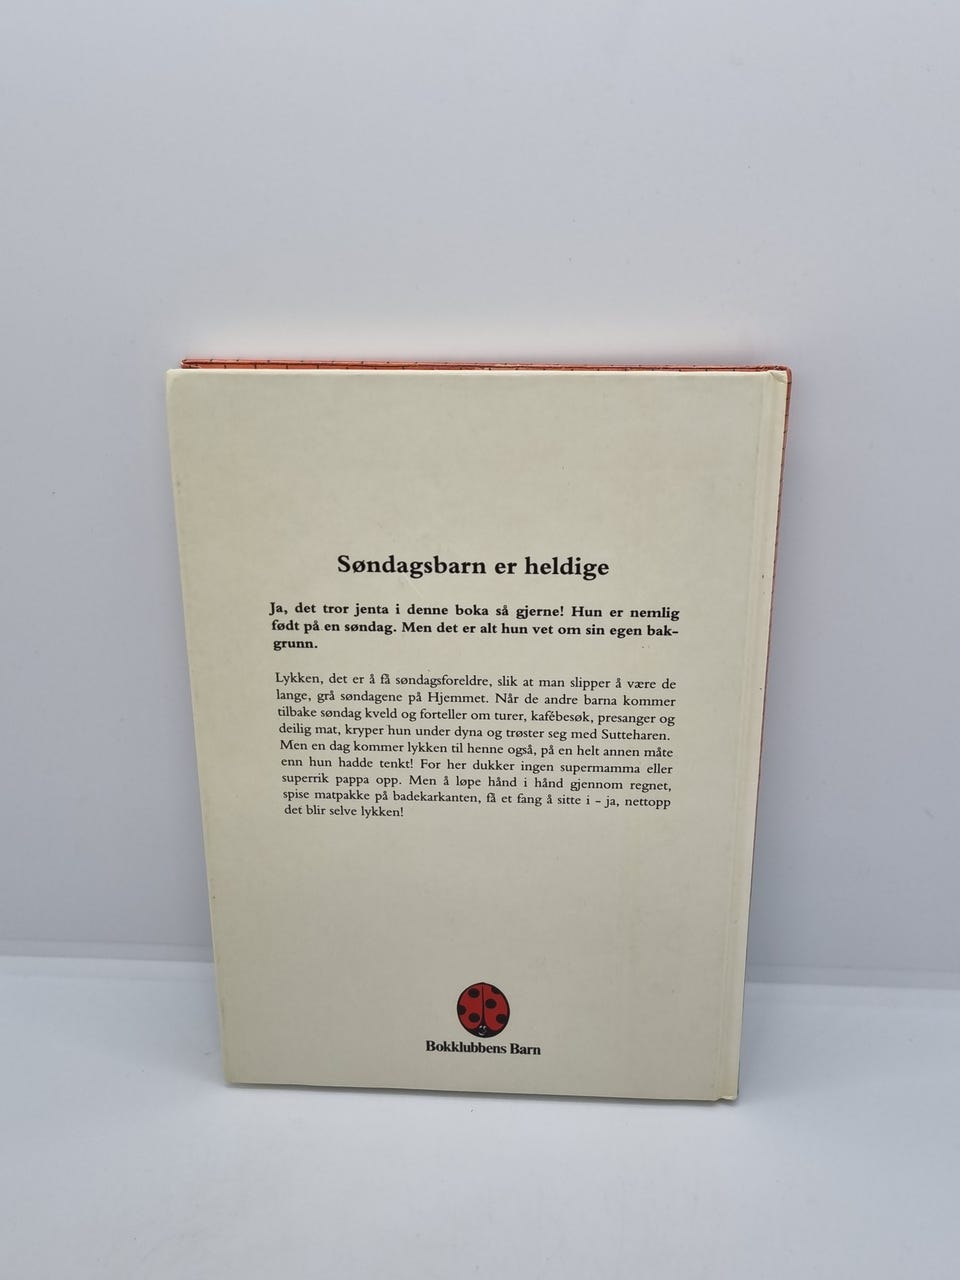 Søndagsbarn er heldige
Ja, det tror jenta i denne boka så gjerne! Hun er nemlig
født på en søndag. Men det er alt hun vet om sin egen bak-
grunn.
Lykken, det er å få søndagsforeldre, slik at man slipper å være de
lange, grå søndagene på Hjemmet. Når de andre barna kommer
tilbake søndag kveld og forteller om turer, kafébesøk, presanger og
deilig mat, kryper hun under dyna og trøster seg med Sutteharen.
Men en dag kommer lykken til henne også, på en helt annen måte
enn hun hadde tenkt! For her dukker ingen supermamma eller
superrik pappa opp. Men å løpe hånd i hånd gjennom regnet,
spise matpakke på badekarkanten, få et fang å sitte i – ja, nettopp
det blir selve lykken!
Bokklubbens Barn